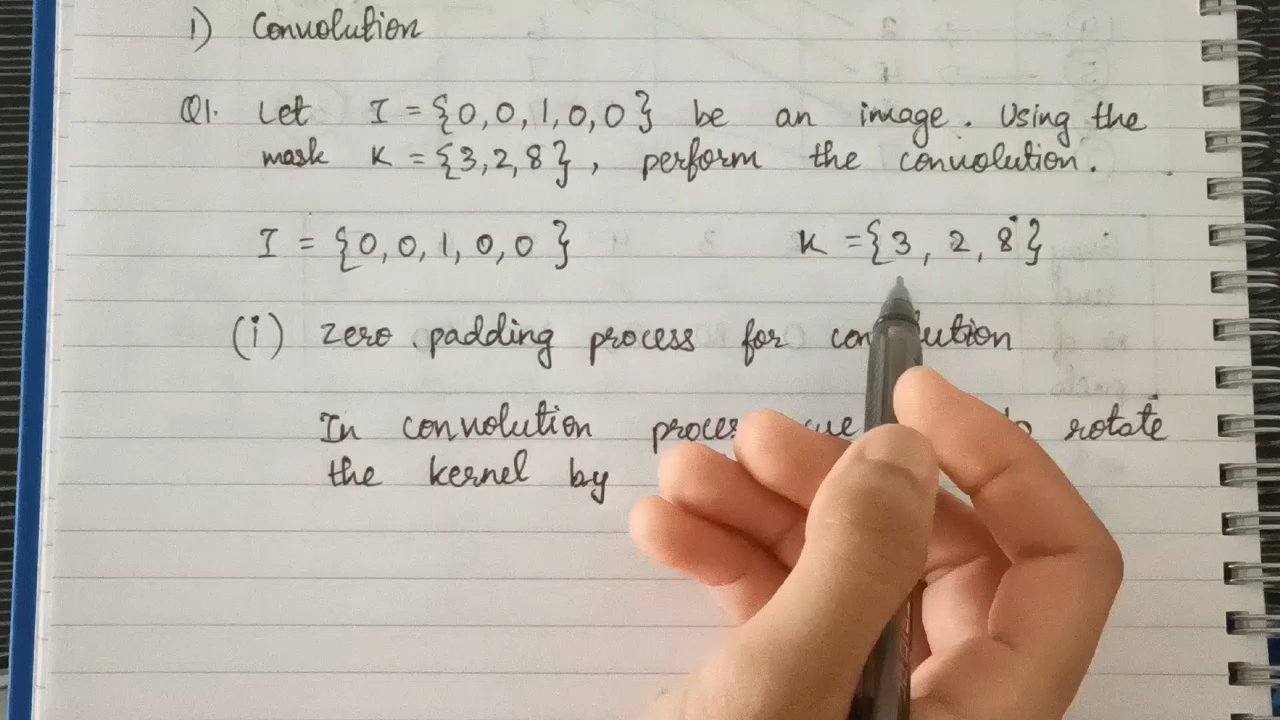 1) Convolution
Q1. Let I = {0,0,1,0,0} be an image. Using the
mask K = {3,2,8}, perform the convolution.
I = {0,0,1,0,0} K = {3, 2, 8}
(i) zero padding process for
In convolution rotate
the kernel by